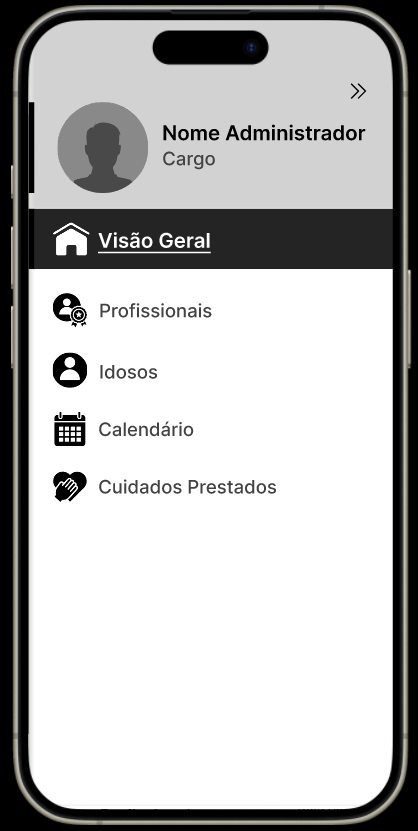 Nome Administrador
Cargo
Visão Geral
Profissionais
Idosos
Calendário
Cuidados Prestados